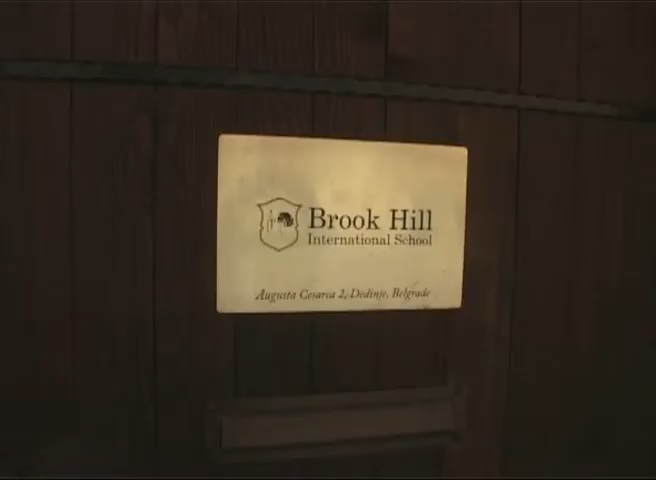 Brook Hill
International School
Augusta Cesarca 2, Dedinje, Belgrade